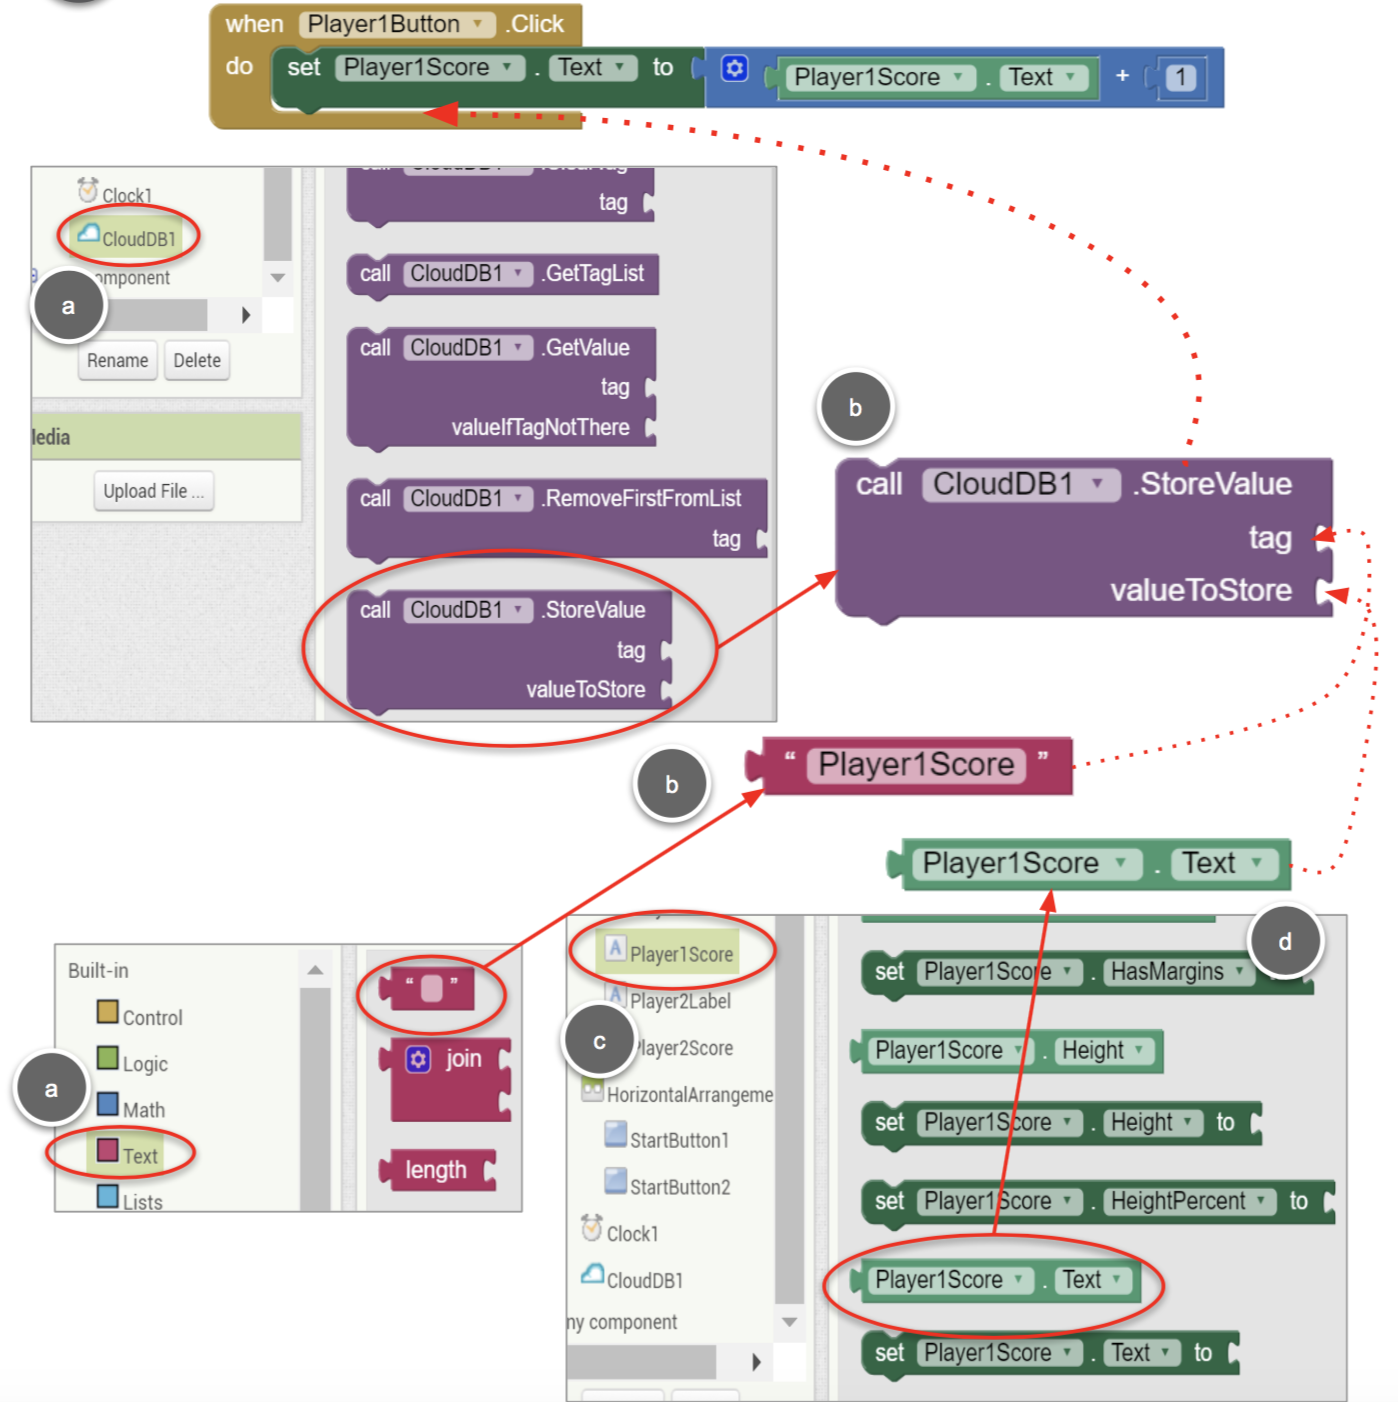 when Player1Button .Click
do set Player1Score . Text to Player1Score . Text + 1
Clock1
CloudDB1
omponent
a
Rename Delete
ledia
Upload File ...
tag
call CloudDB1 .GetTagList
call CloudDB1 .GetValue
tag
valueIfTagNotThere
call CloudDB1 .RemoveFirstFromList
tag
call CloudDB1 .StoreValue
tag
valueToStore
b
call CloudDB1 .StoreValue
tag
valueToStore
b
“ Player1Score ”
Player1Score . Text
Built-in
Control
Logic
Math
Text
Lists
a
“ ”
join
length
Player1Score
Player2Label
Player2Score
HorizontalArrangeme
StartButton1
StartButton2
Clock1
CloudDB1
ny component
c
d
set Player1Score . HasMargins
Player1Score . Height
set Player1Score . Height to
set Player1Score . HeightPercent to
Player1Score . Text
set Player1Score . Text to